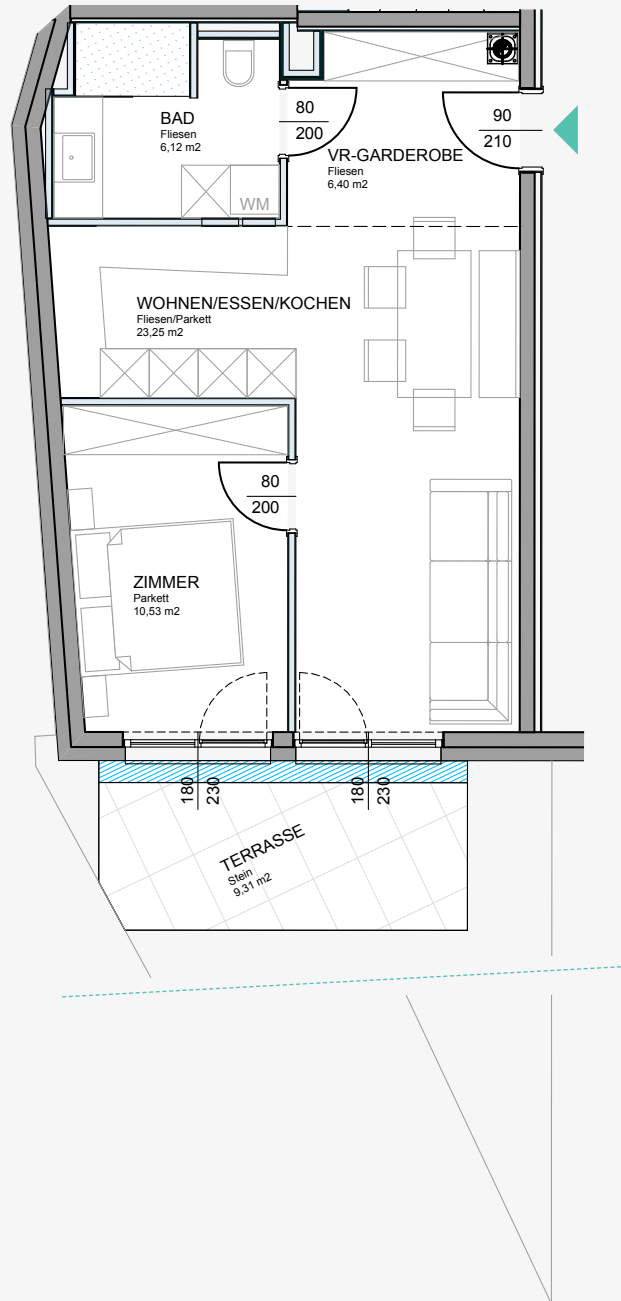 BAD
Fliesen
6,12 m2
80
200
90
210
VR-GARDEROBE
Fliesen
6,40 m2
WM
WOHNEN/ESSEN/KOCHEN
Fliesen/Parkett
23,25 m2
80
200
ZIMMER
Parkett
10,53 m2
180
230
180
230
TERRASSE
Stein
9,31 m2